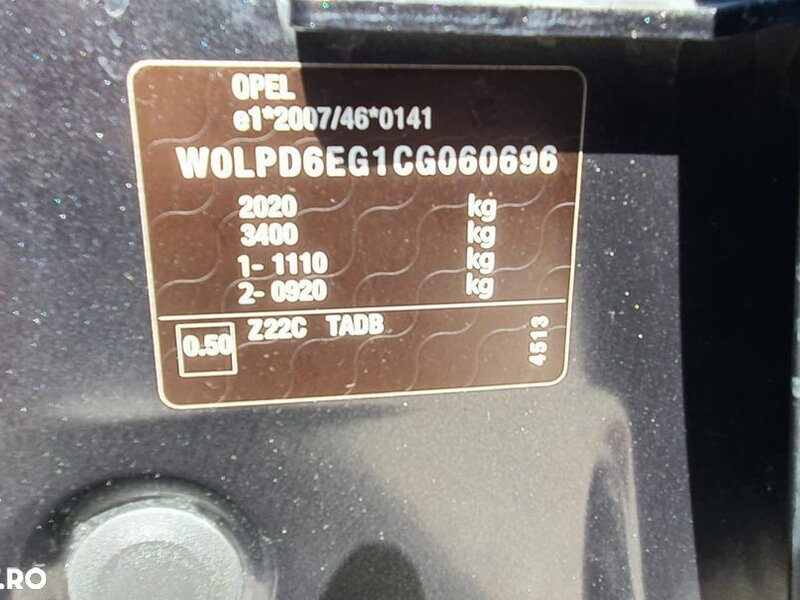 OPEL
e1*2007/46*0141
W0LPD6EG1CG060696
2020 kg
3400 kg
1- 1110 kg
2- 0920 kg
0.50 Z22C TADB
4513
.RO